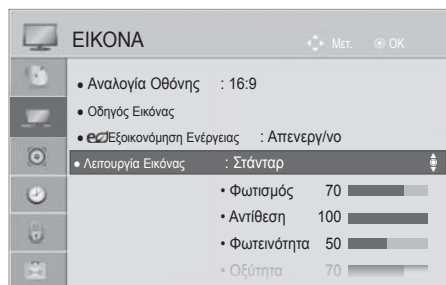 ΕΙΚΟΝΑ Μετ. OK
• Αναλογία Οθόνης : 16:9
• Οδηγός Εικόνας
• eco Εξοικονόμηση Ενέργειας : Απενεργ/νο
• Λειτουργία Εικόνας : Στάνταρ
• Φωτισμός 70
• Αντίθεση 100
• Φωτεινότητα 50
• Οξύτητα 70